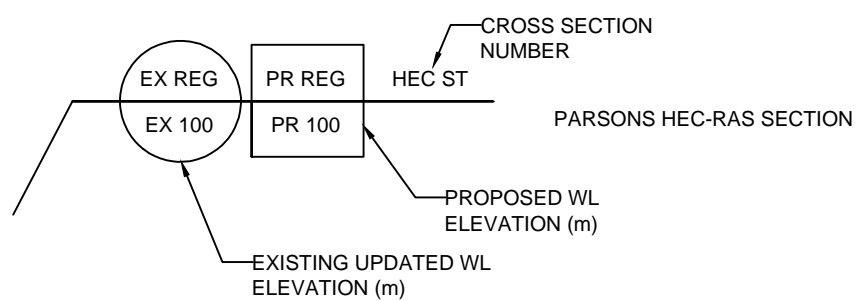 CROSS SECTION
NUMBER
EX REG
PR REG
HEC ST
EX 100
PR 100
PARSONS HEC-RAS SECTION
PROPOSED WL
ELEVATION (m)
EXISTING UPDATED WL
ELEVATION (m)